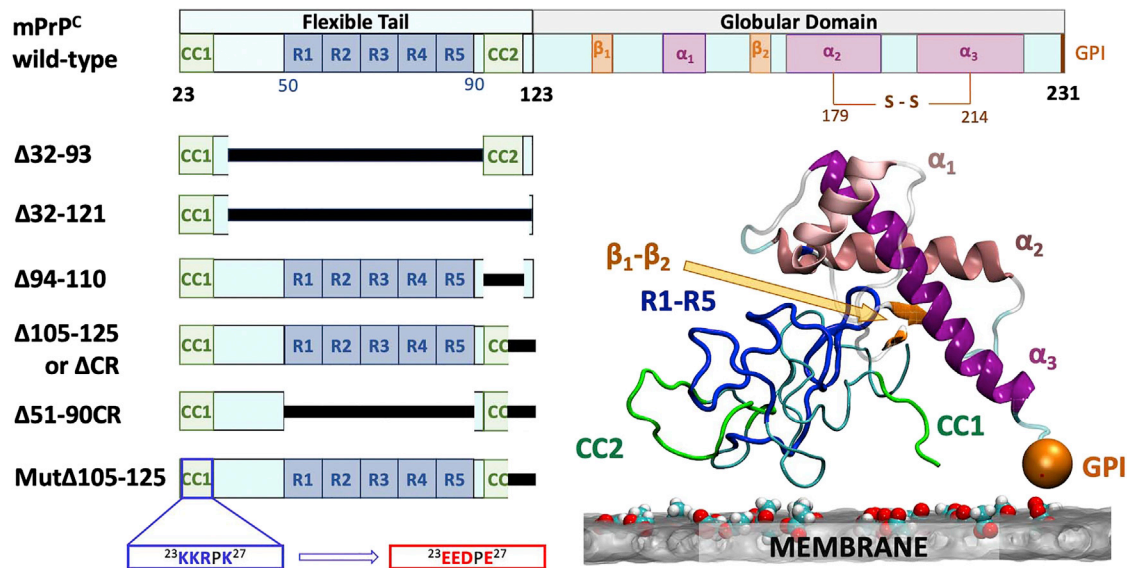 mPrPᶜ
wild-type
Flexible Tail
Globular Domain
CC1
R1
R2
R3
R4
R5
CC2
β₁
α₁
β₂
α₂
α₃
GPI
23
50
90
123
S - S
179
214
231
Δ32-93
CC1
CC2
Δ32-121
CC1
Δ94-110
CC1
R1
R2
R3
R4
R5
Δ105-125
or ΔCR
CC1
R1
R2
R3
R4
R5
CC
Δ51-90CR
CC1
CC
MutΔ105-125
CC1
R1
R2
R3
R4
R5
CC
²³KKRPK²⁷
²³EEDPE²⁷
α₁
α₂
β₁-β₂
R1-R5
α₃
CC1
CC2
GPI
MEMBRANE